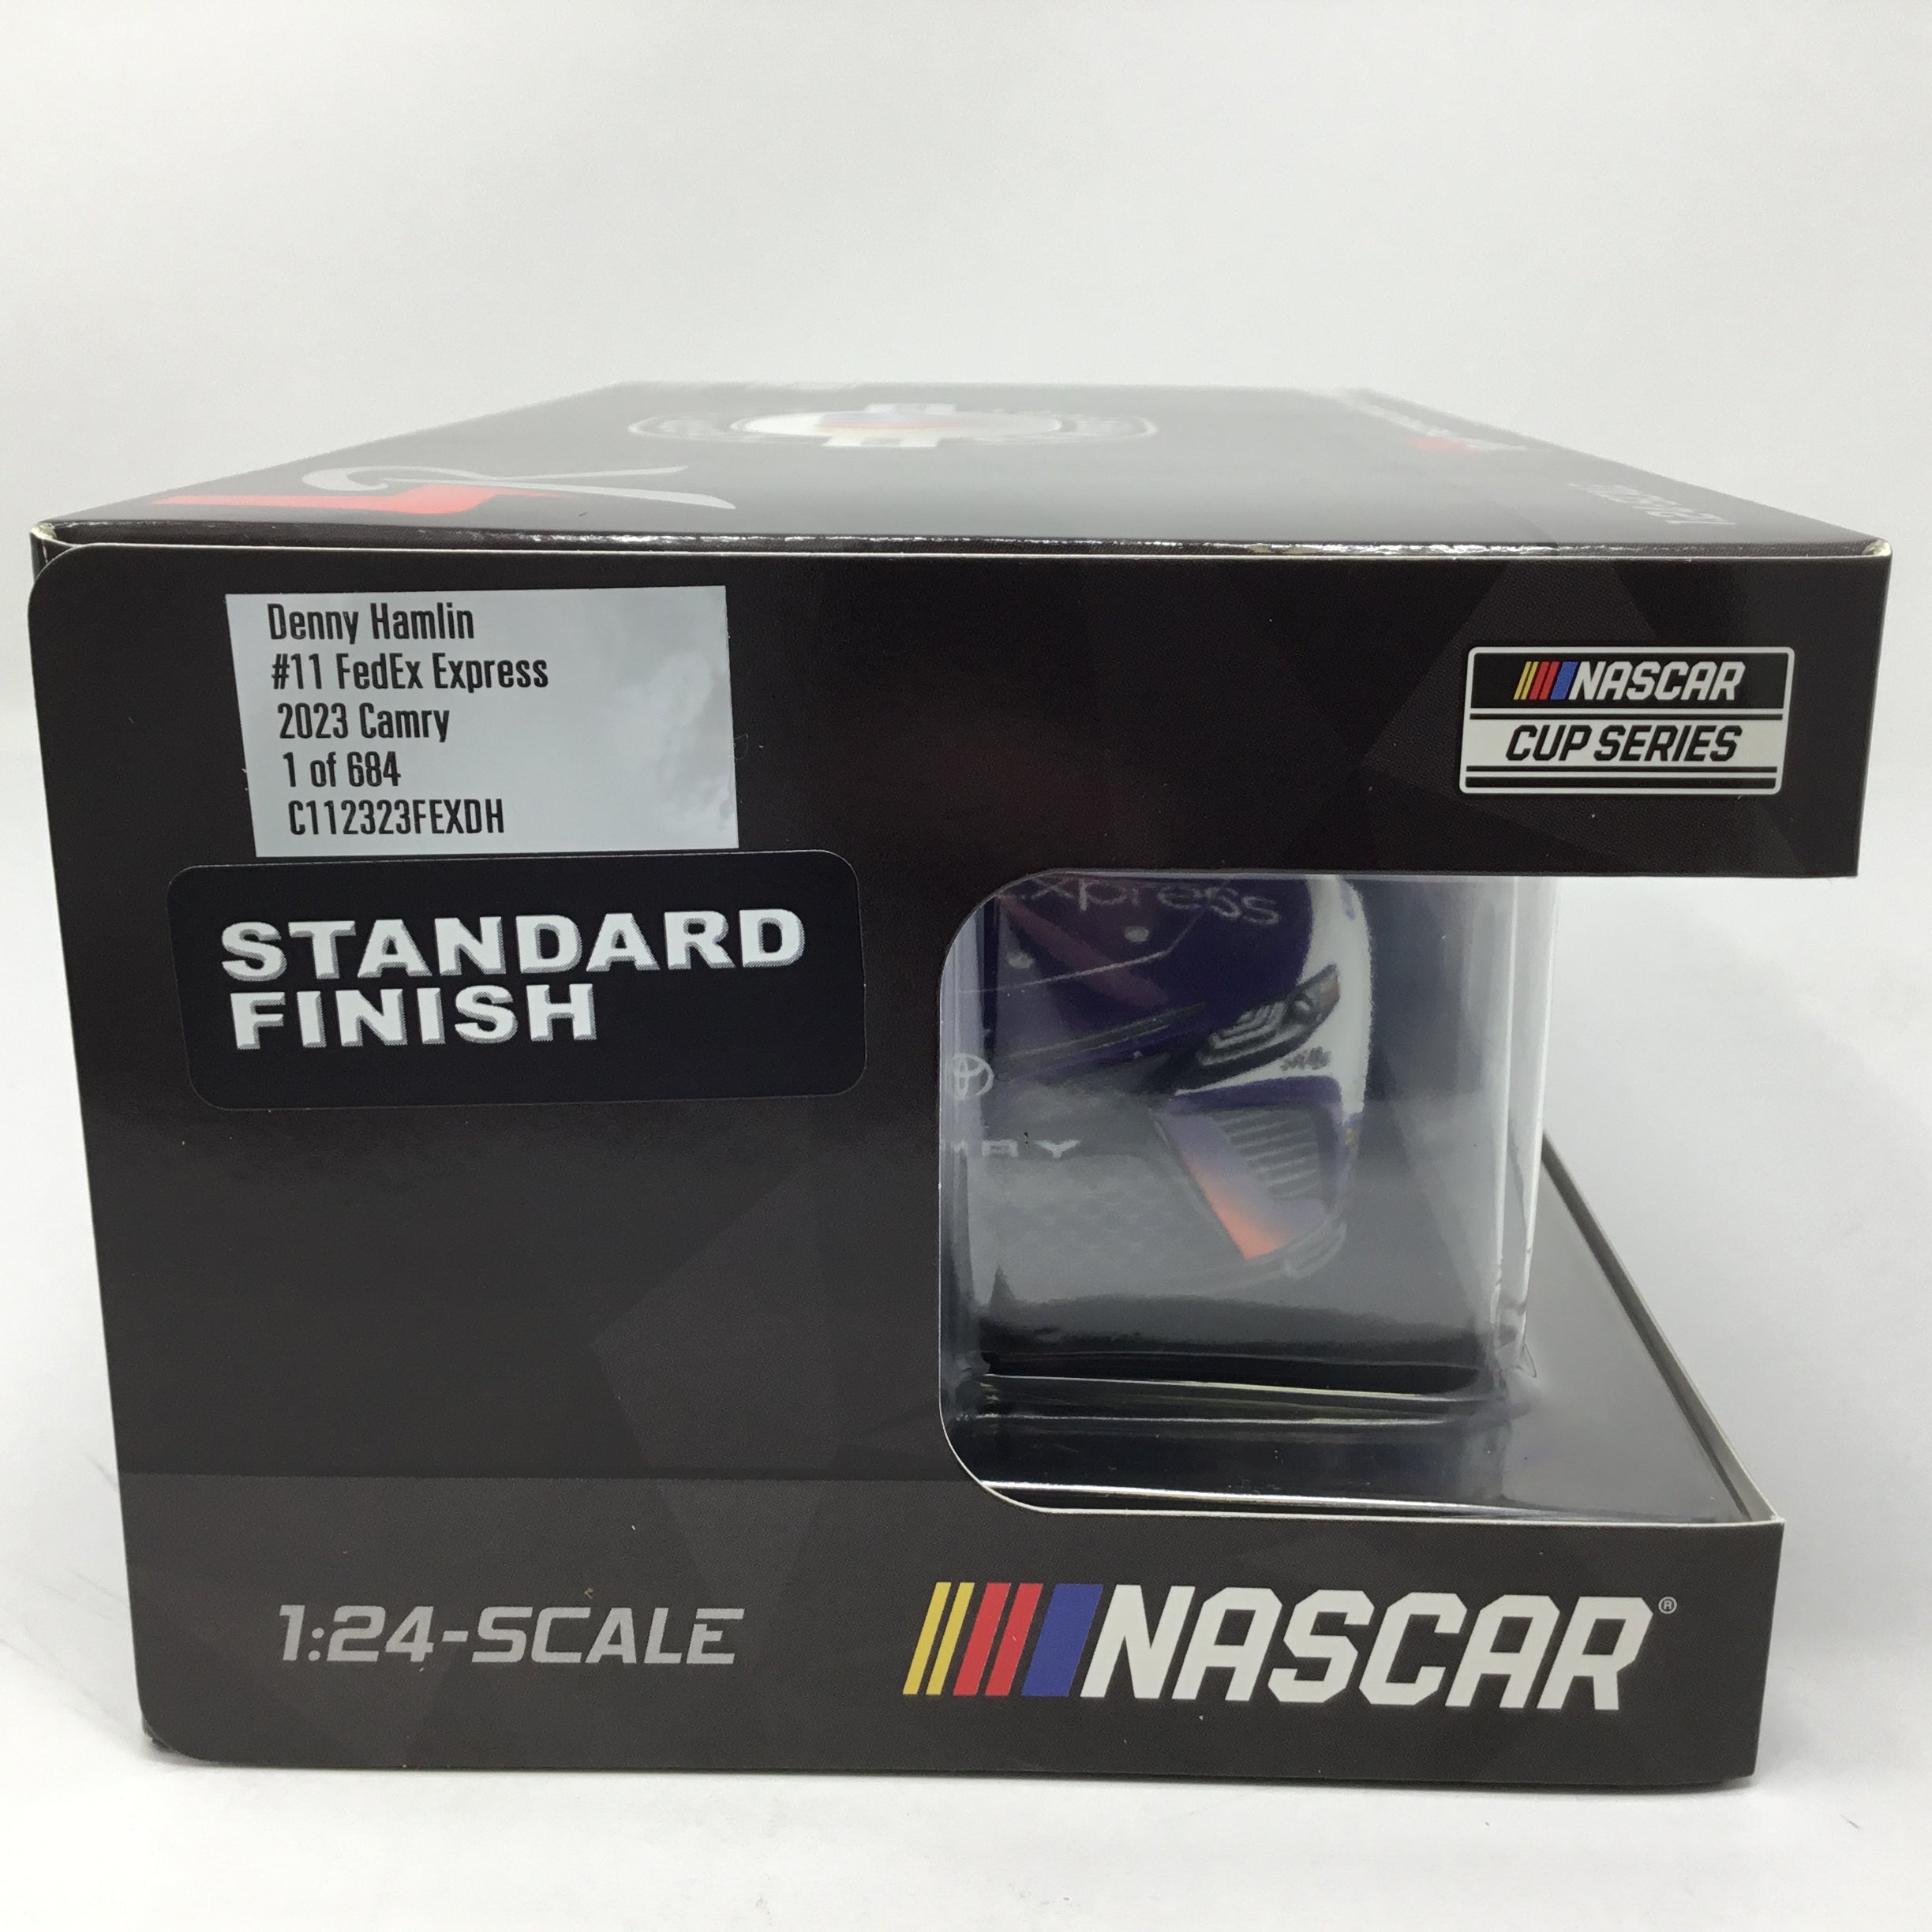 Denny Hamlin
#11 FedEx Express
2023 Camry
1 of 684
C112323FEXDH
NASCAR
CUP SERIES
STANDARD
FINISH
1:24-SCALE
NASCAR®